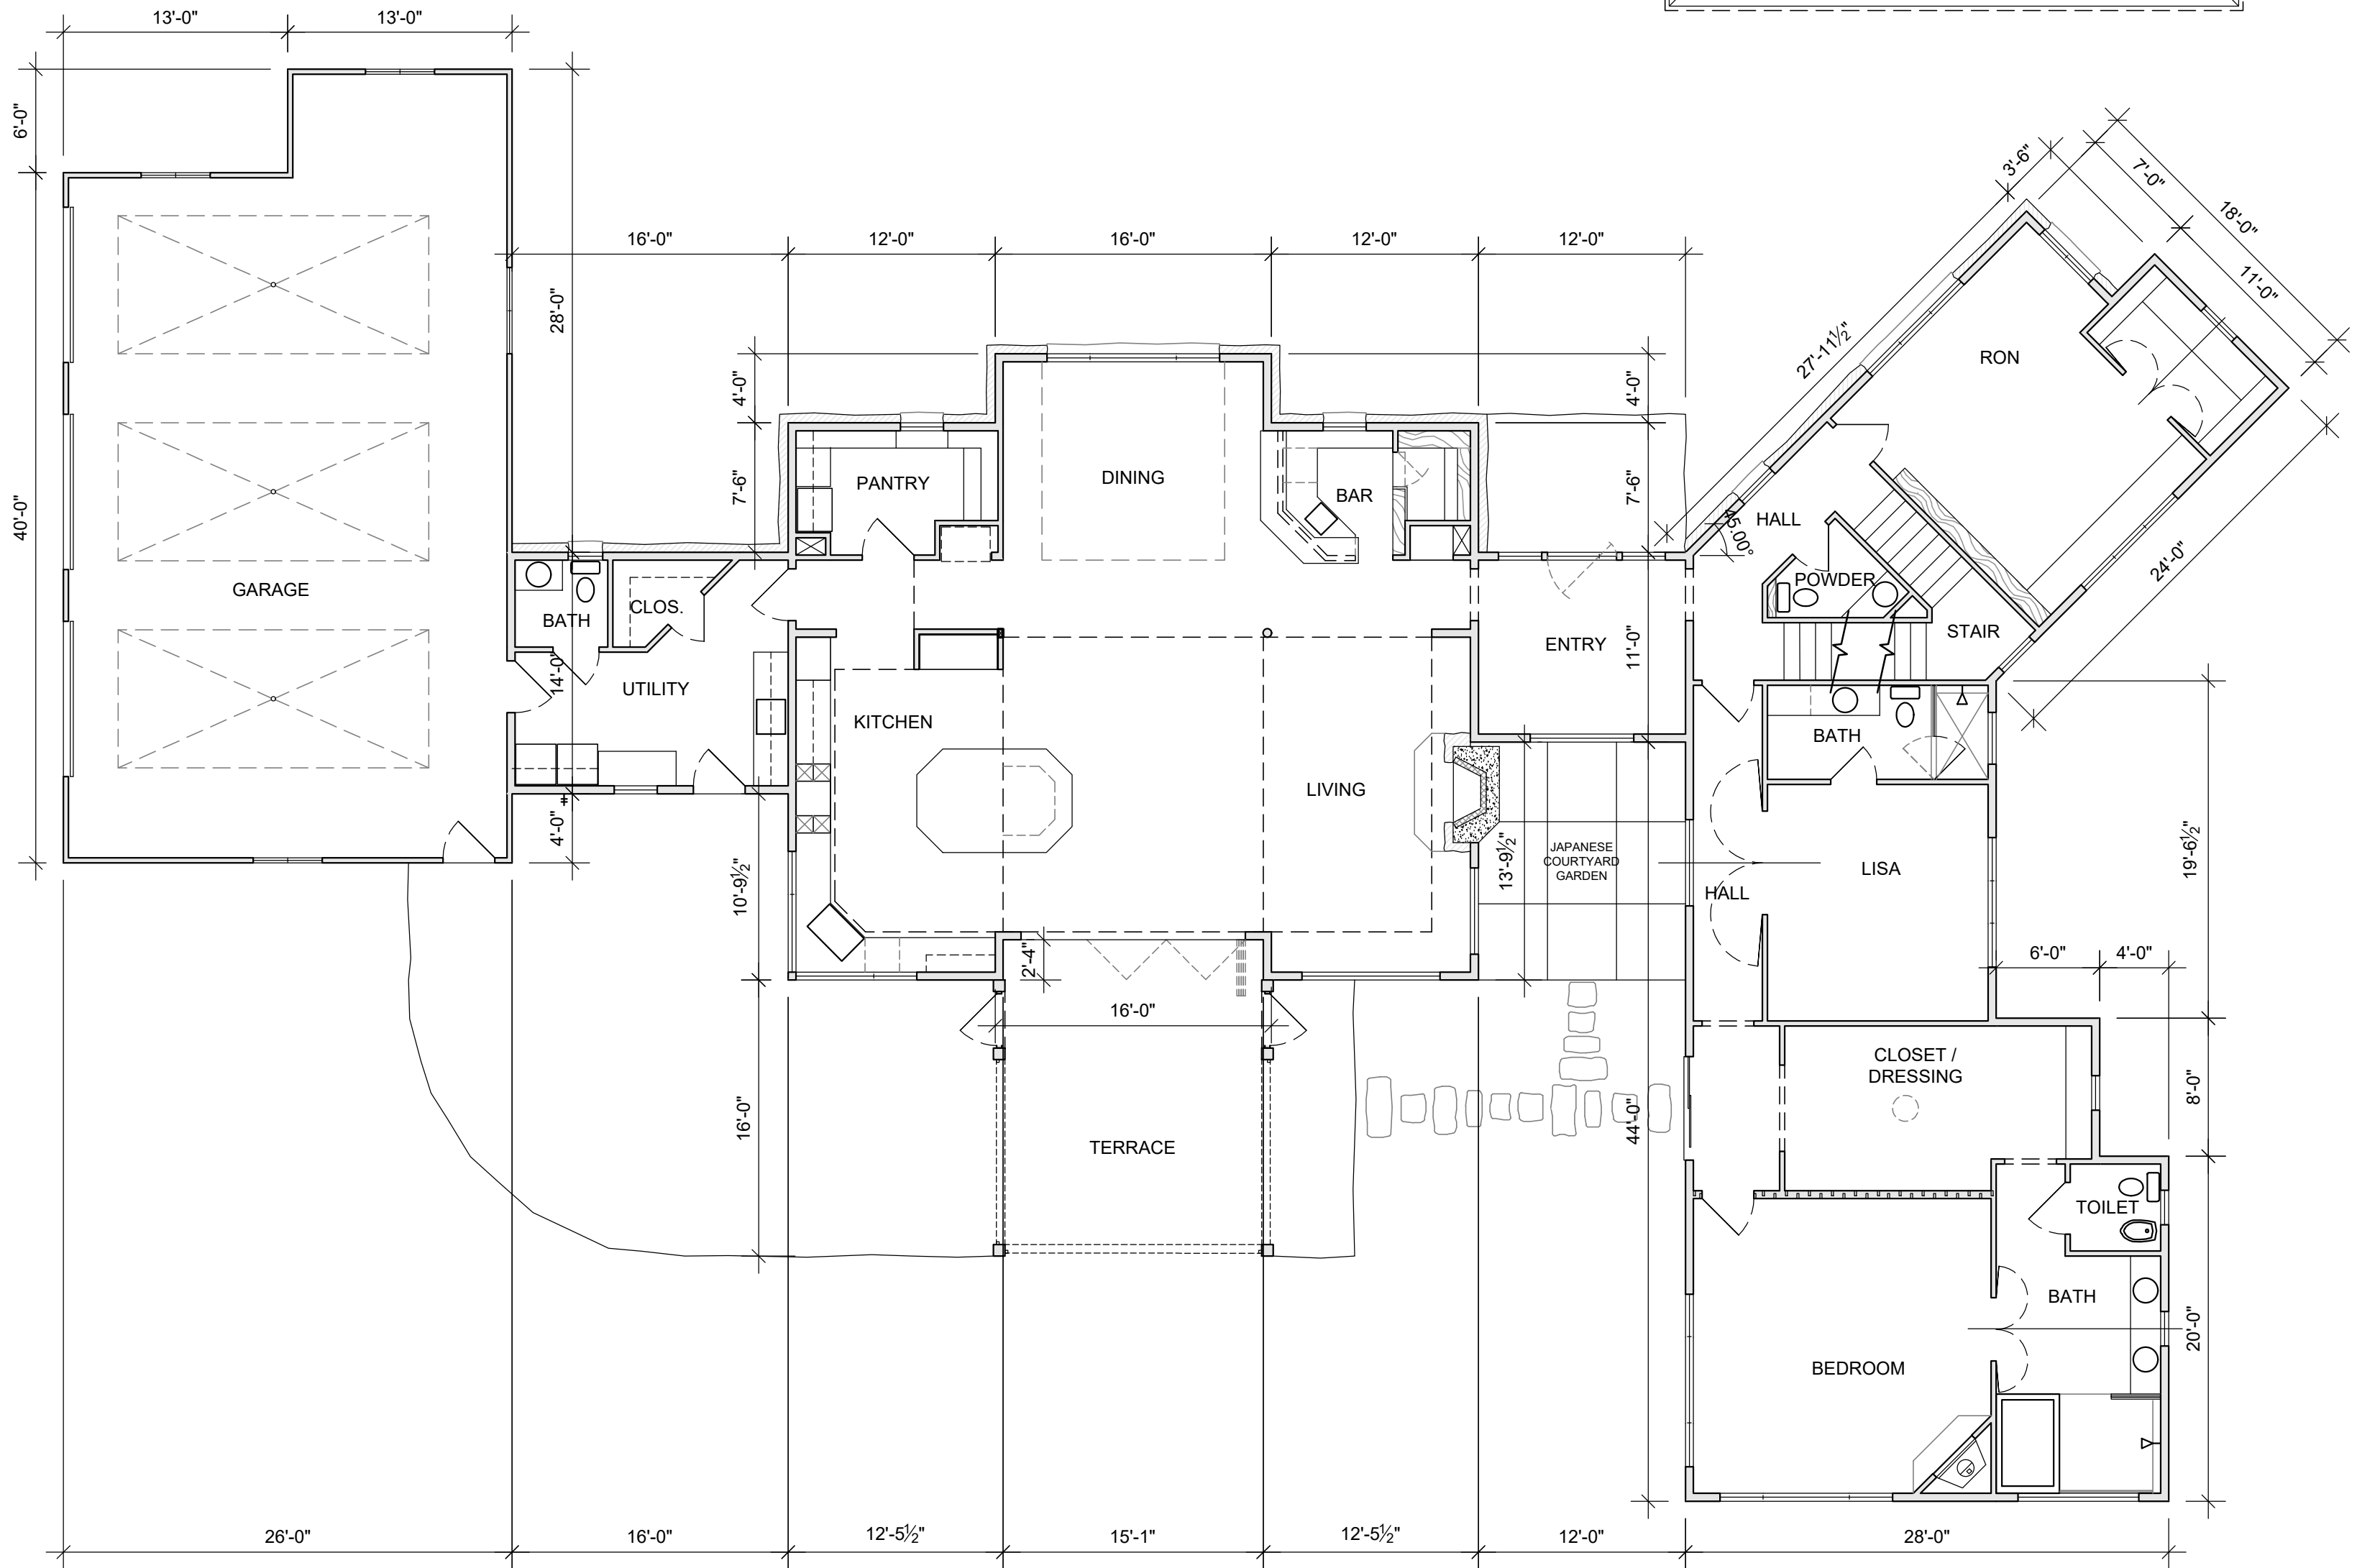 13'-0"
13'-0"
6'-0"
40'-0"
28'-0"
16'-0"
12'-0"
16'-0"
12'-0"
12'-0"
3'-6"
7'-0"
18'-0"
11'-0"
27'-11½"
24'-0"
4'-0"
7'-6"
4'-0"
7'-6"
45.00°
RON
PANTRY
DINING
BAR
HALL
POWDER
STAIR
GARAGE
BATH
CLOS.
14'-0"
UTILITY
KITCHEN
ENTRY
11'-0"
BATH
LIVING
4'-0"
10'-9½"
13'-9½"
JAPANESE
COURTYARD
GARDEN
HALL
LISA
19'-6½"
2'-4"
16'-0"
6'-0"
4'-0"
CLOSET /
DRESSING
8'-0"
16'-0"
44'-0"
TERRACE
TOILET
BATH
20'-0"
BEDROOM
26'-0"
16'-0"
12'-5½"
15'-1"
12'-5½"
12'-0"
28'-0"